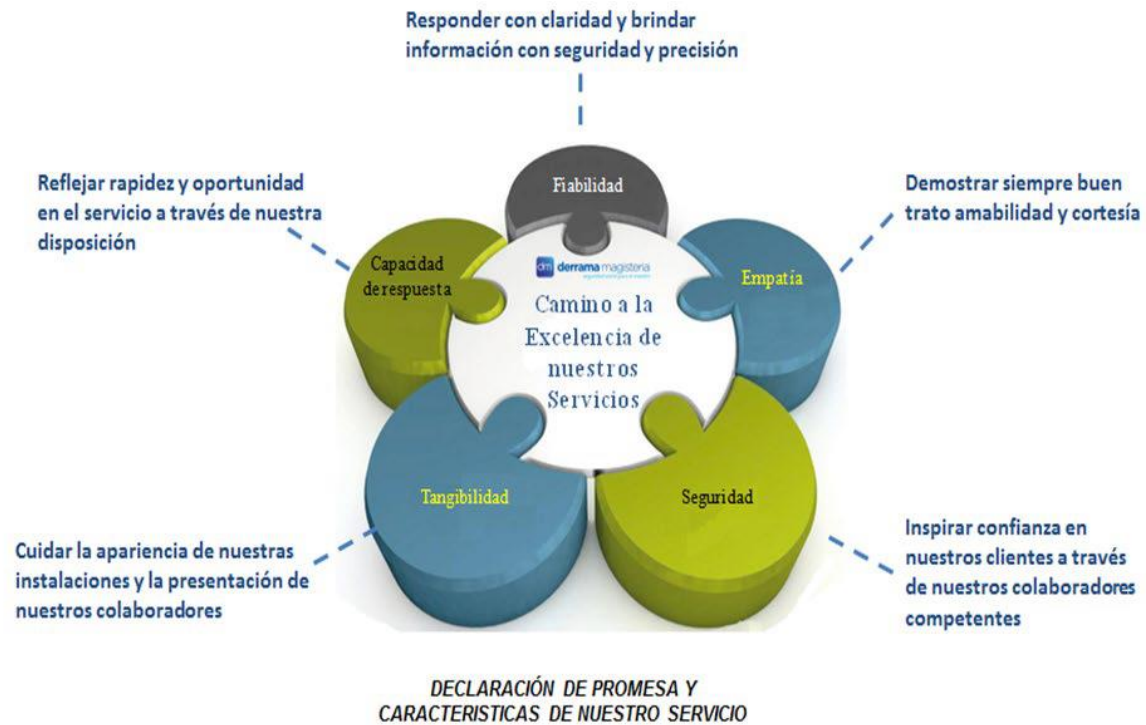 Responder con claridad y brindar
información con seguridad y precisión
Reflejar rapidez y oportunidad
en el servicio a través de nuestra
disposición
Demostrar siempre buen
trato amabilidad y cortesía
Fiabilidad
Capacidad
de respuesta
Empatía
dm derrama magisterial
Camino a la
Excelencia de
nuestros
Servicios
Tangibilidad
Seguridad
Cuidar la apariencia de nuestras
instalaciones y la presentación de
nuestros colaboradores
Inspirar confianza en
nuestros clientes a través
de nuestros colaboradores
competentes
DECLARACIÓN DE PROMESA Y
CARACTERISTICAS DE NUESTRO SERVICIO